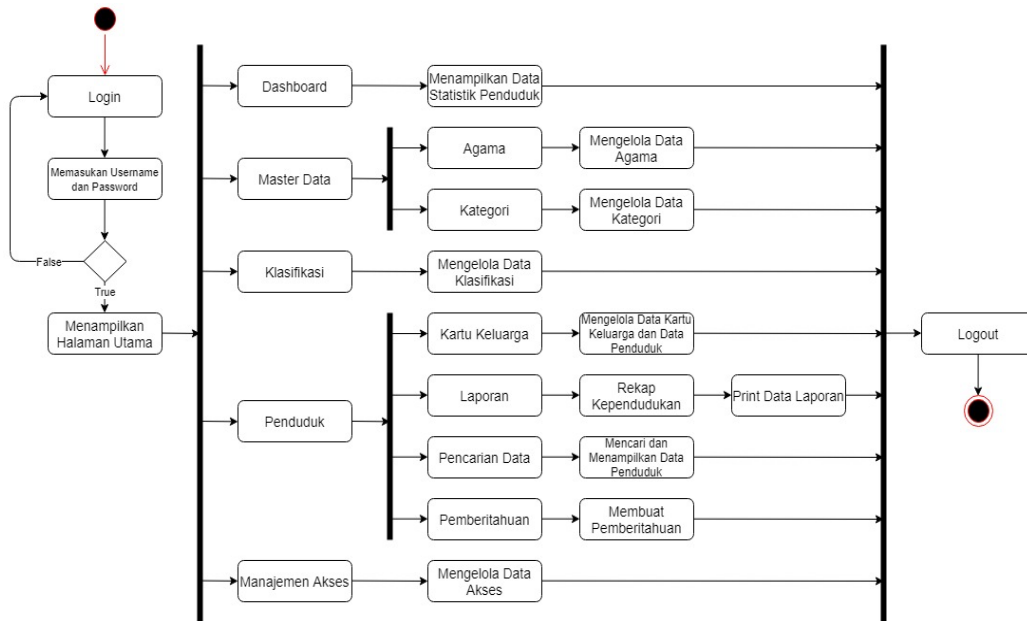 Login
Memasukan Username
dan Password
False
True
Menampilkan
Halaman Utama
Dashboard
Menampilkan Data
Statistik Penduduk
Master Data
Agama
Mengelola Data
Agama
Kategori
Mengelola Data
Kategori
Klasifikasi
Mengelola Data
Klasifikasi
Penduduk
Kartu Keluarga
Mengelola Data Kartu
Keluarga dan Data
Penduduk
Laporan
Rekap
Kependudukan
Print Data Laporan
Pencarian Data
Mencari dan
Menampilkan Data
Penduduk
Pemberitahuan
Membuat
Pemberitahuan
Manajemen Akses
Mengelola Data
Akses
Logout